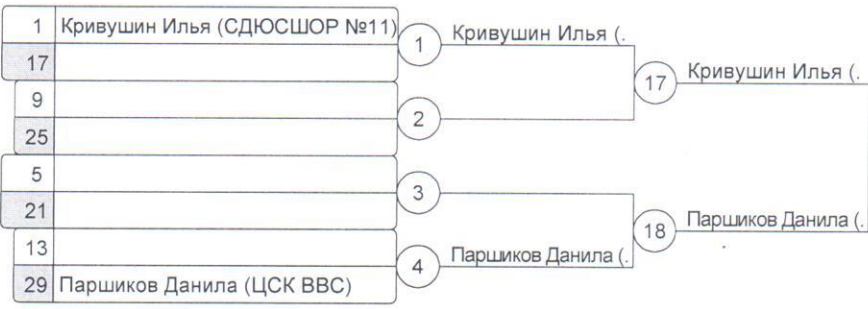 1 Кривушин Илья (СДЮСШОР №11)
17
1 Кривушин Илья (.
9
25
2
17 Кривушин Илья (.
5
21
3
13
29 Паршиков Данила (ЦСК ВВС)
4 Паршиков Данила (.
18 Паршиков Данила (.